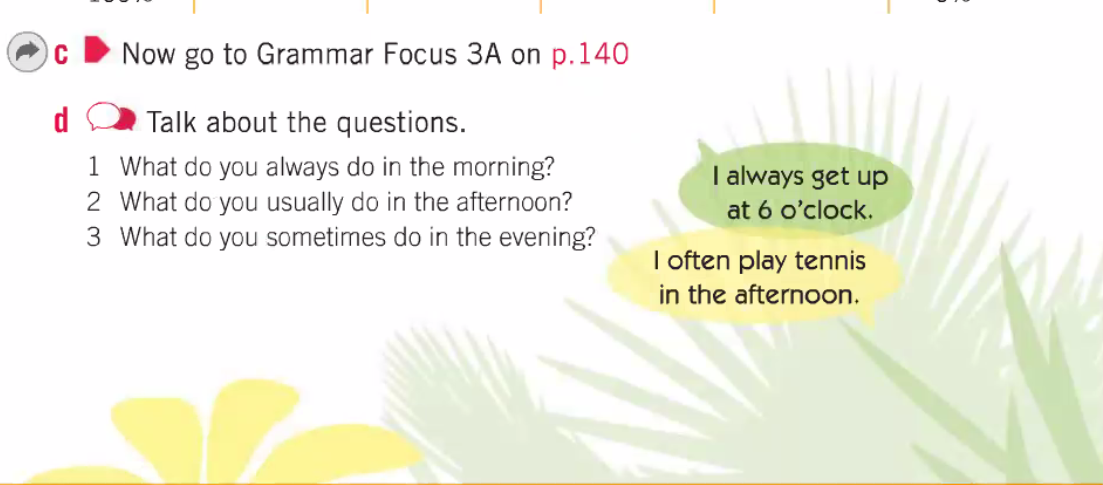 c Now go to Grammar Focus 3A on p.140
d Talk about the questions.
1 What do you always do in the morning?
2 What do you usually do in the afternoon?
3 What do you sometimes do in the evening?
I always get up
at 6 o'clock.
I often play tennis
in the afternoon.